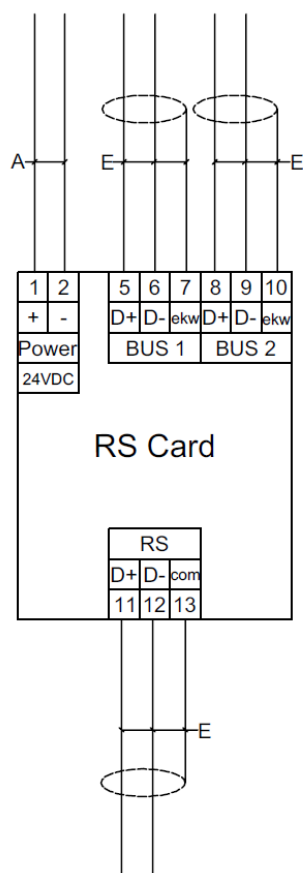 A E E
1 2 5 6 7 8 9 10
+ - D+ D- ekw D+ D- ekw
Power BUS 1 BUS 2
24VDC
RS Card
RS
D+ D- com
11 12 13
E